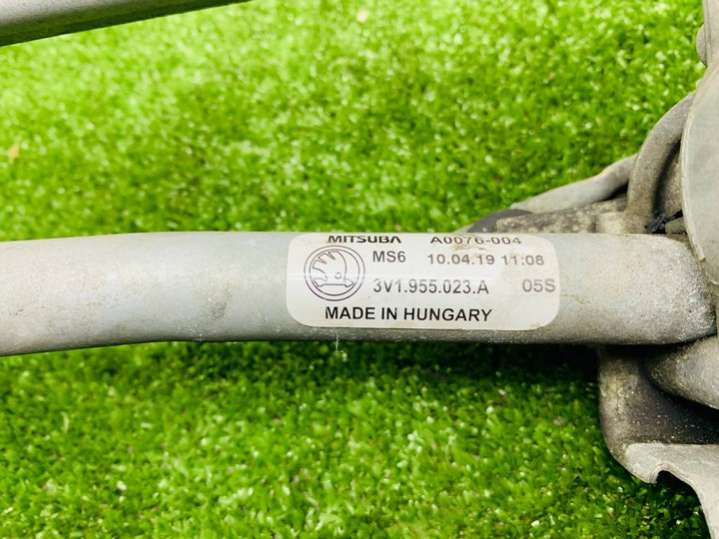 MITSUBA A0076-004
MS6 10.04.19 11:08
3V1.955.023.A 05S
MADE IN HUNGARY